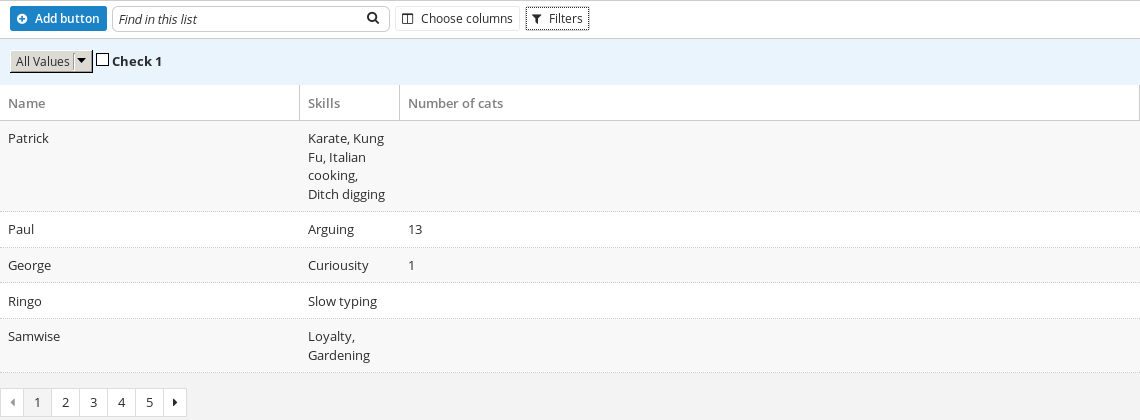 Add button Find in this list Choose columns Filters
All Values Check 1
Name Skills Number of cats
Patrick Karate, Kung
Fu, Italian
cooking,
Ditch digging
Paul Arguing 13
George Curiousity 1
Ringo Slow typing
Samwise Loyalty,
Gardening
1 2 3 4 5